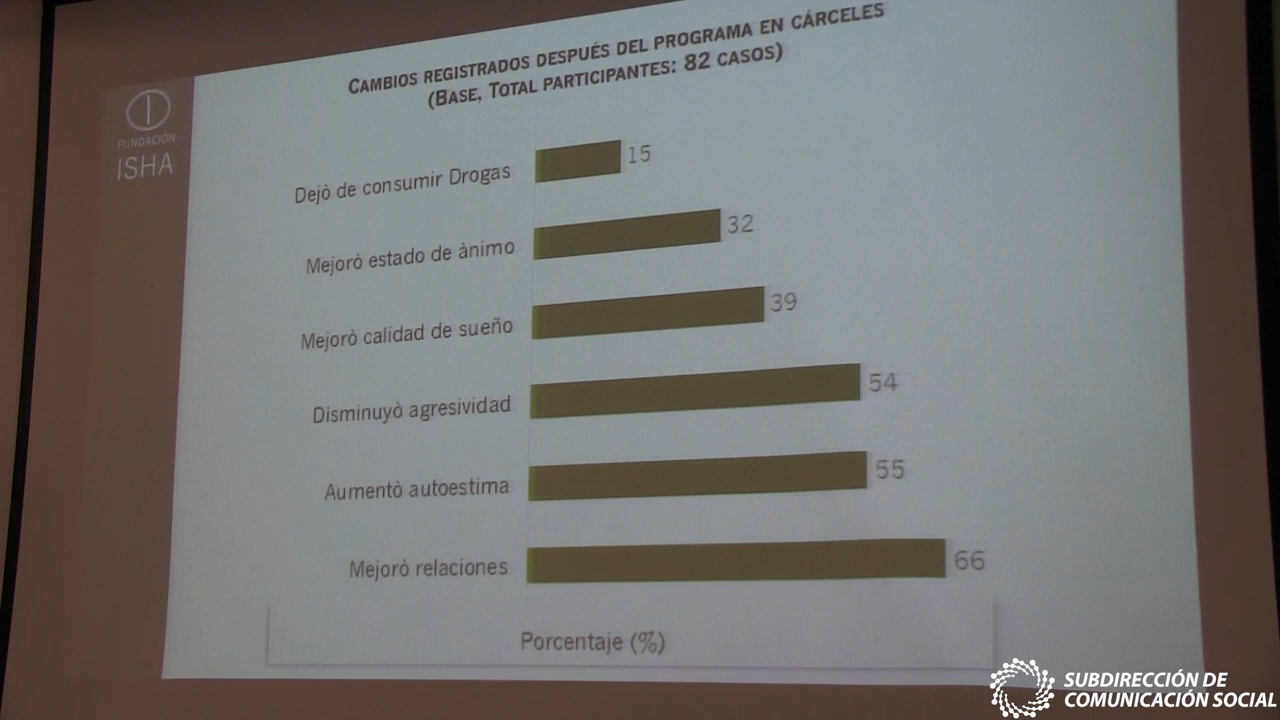 CAMBIOS REGISTRADOS DESPUÉS DEL PROGRAMA EN CÁRCELES
(BASE, TOTAL PARTICIPANTES: 82 CASOS)
FUNDACIÓN
ISHA
Dejò de consumir Drogas 15
Mejorò estado de ànimo 32
Mejorò calidad de sueño 39
Disminuyò agresividad 54
Aumentò autoestima 55
Mejorò relaciones 66
Porcentaje (%)
SUBDIRECCIÓN DE
COMUNICACIÓN SOCIAL